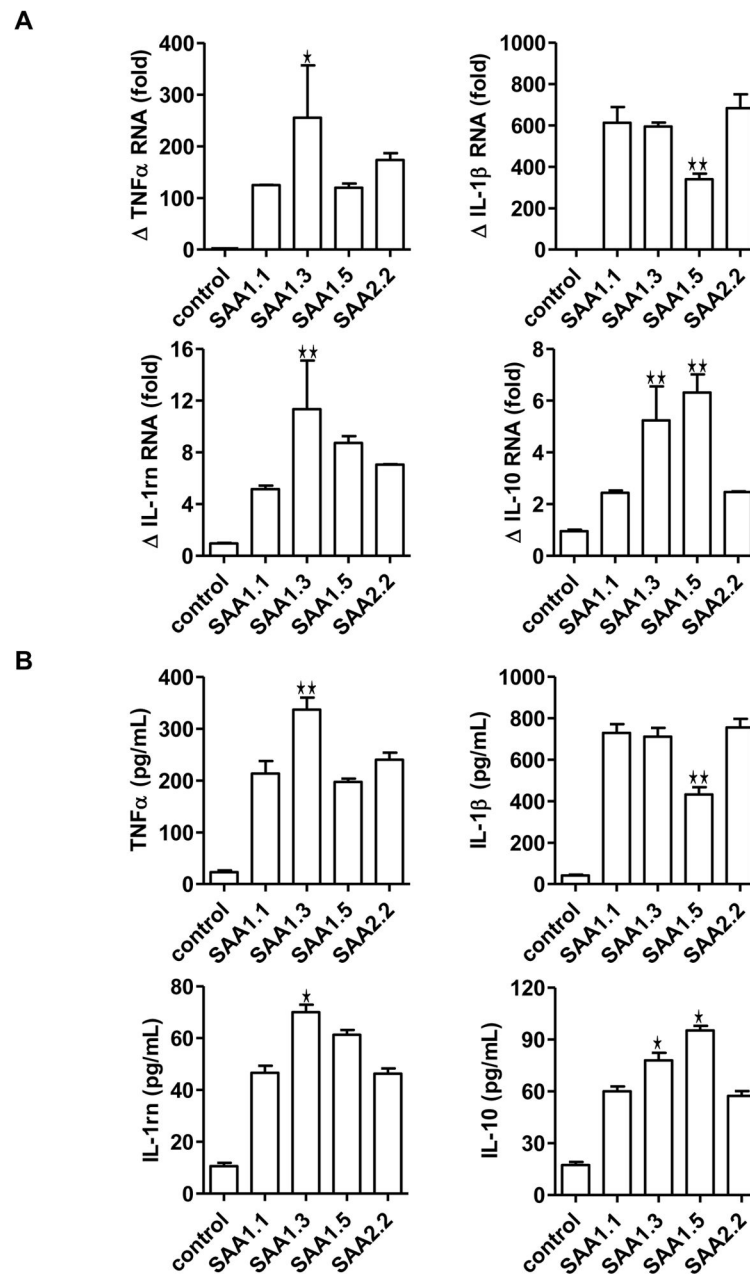 A
Δ TNFα RNA (fold)
400
300
200
100
0
★
control
SAA1.1
SAA1.3
SAA1.5
SAA2.2
Δ IL-1β RNA (fold)
1000
800
600
400
200
0
★★
control
SAA1.1
SAA1.3
SAA1.5
SAA2.2
Δ IL-1rn RNA (fold)
16
12
8
4
0
★★
control
SAA1.1
SAA1.3
SAA1.5
SAA2.2
Δ IL-10 RNA (fold)
8
6
4
2
0
★★
★★
control
SAA1.1
SAA1.3
SAA1.5
SAA2.2
B
TNFα (pg/mL)
400
300
200
100
0
★★
control
SAA1.1
SAA1.3
SAA1.5
SAA2.2
IL-1β (pg/mL)
1000
800
600
400
200
0
★★
control
SAA1.1
SAA1.3
SAA1.5
SAA2.2
IL-1rn (pg/mL)
80
60
40
20
0
★
control
SAA1.1
SAA1.3
SAA1.5
SAA2.2
IL-10 (pg/mL)
120
90
60
30
0
★
★
control
SAA1.1
SAA1.3
SAA1.5
SAA2.2